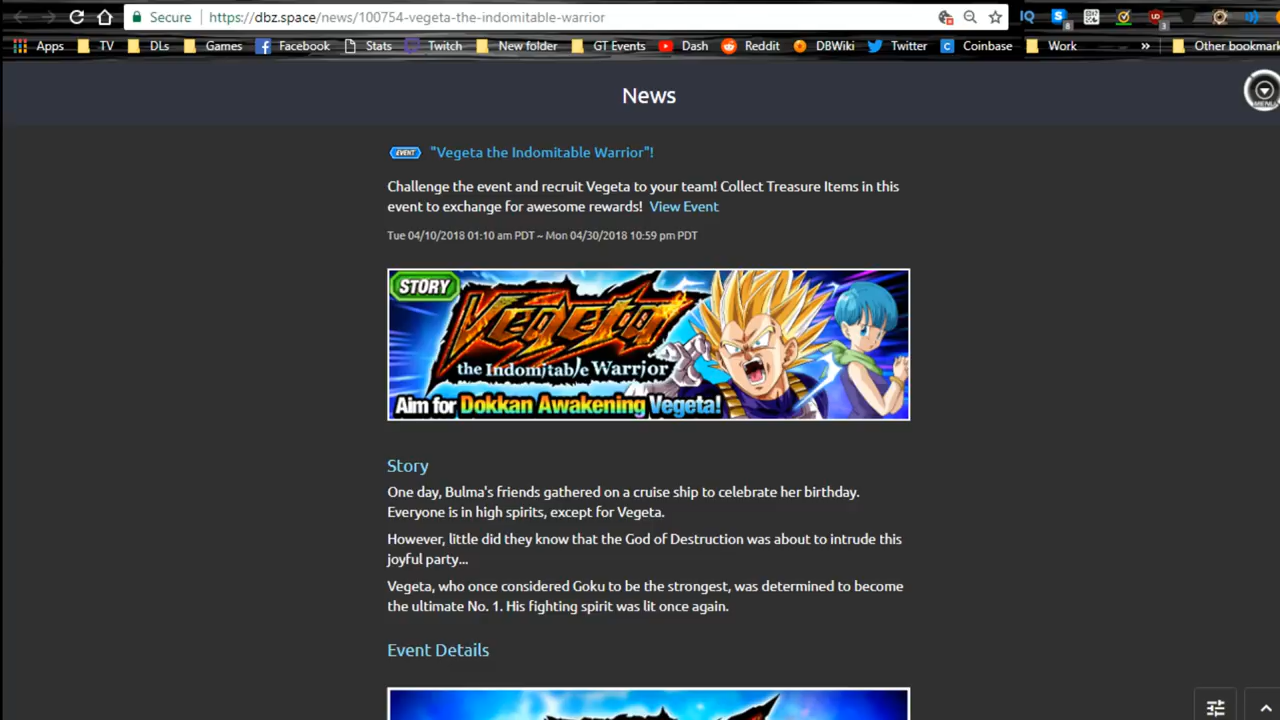 Secure https://dbz.space/news/100754-vegeta-the-indomitable-warrior
Apps TV DLs Games Facebook Stats Twitch New folder GT Events Dash Reddit DBWiki Twitter Coinbase Work » Other bookmark
News
MENU
EVENT "Vegeta the Indomitable Warrior"!
Challenge the event and recruit Vegeta to your team! Collect Treasure Items in this
event to exchange for awesome rewards! View Event
Tue 04/10/2018 01:10 am PDT ~ Mon 04/30/2018 10:59 pm PDT
STORY
Vegeta
the Indomitable Warrior
Aim for Dokkan Awakening Vegeta!
Story
One day, Bulma's friends gathered on a cruise ship to celebrate her birthday.
Everyone is in high spirits, except for Vegeta.
However, little did they know that the God of Destruction was about to intrude this
joyful party...
Vegeta, who once considered Goku to be the strongest, was determined to become
the ultimate No. 1. His fighting spirit was lit once again.
Event Details